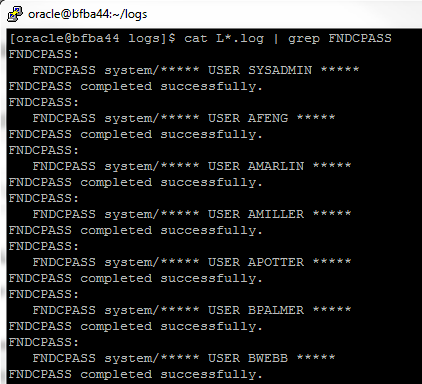 oracle@bfba44:~/logs
[oracle@bfba44 logs]$ cat L*.log | grep FNDCPASS
FNDCPASS:
   FNDCPASS system/***** USER SYSADMIN *****
FNDCPASS completed successfully.
FNDCPASS:
   FNDCPASS system/***** USER AFENG *****
FNDCPASS completed successfully.
FNDCPASS:
   FNDCPASS system/***** USER AMARLIN *****
FNDCPASS completed successfully.
FNDCPASS:
   FNDCPASS system/***** USER AMILLER *****
FNDCPASS completed successfully.
FNDCPASS:
   FNDCPASS system/***** USER APOTTER *****
FNDCPASS completed successfully.
FNDCPASS:
   FNDCPASS system/***** USER BPALMER *****
FNDCPASS completed successfully.
FNDCPASS:
   FNDCPASS system/***** USER BWEBB *****
FNDCPASS completed successfully.